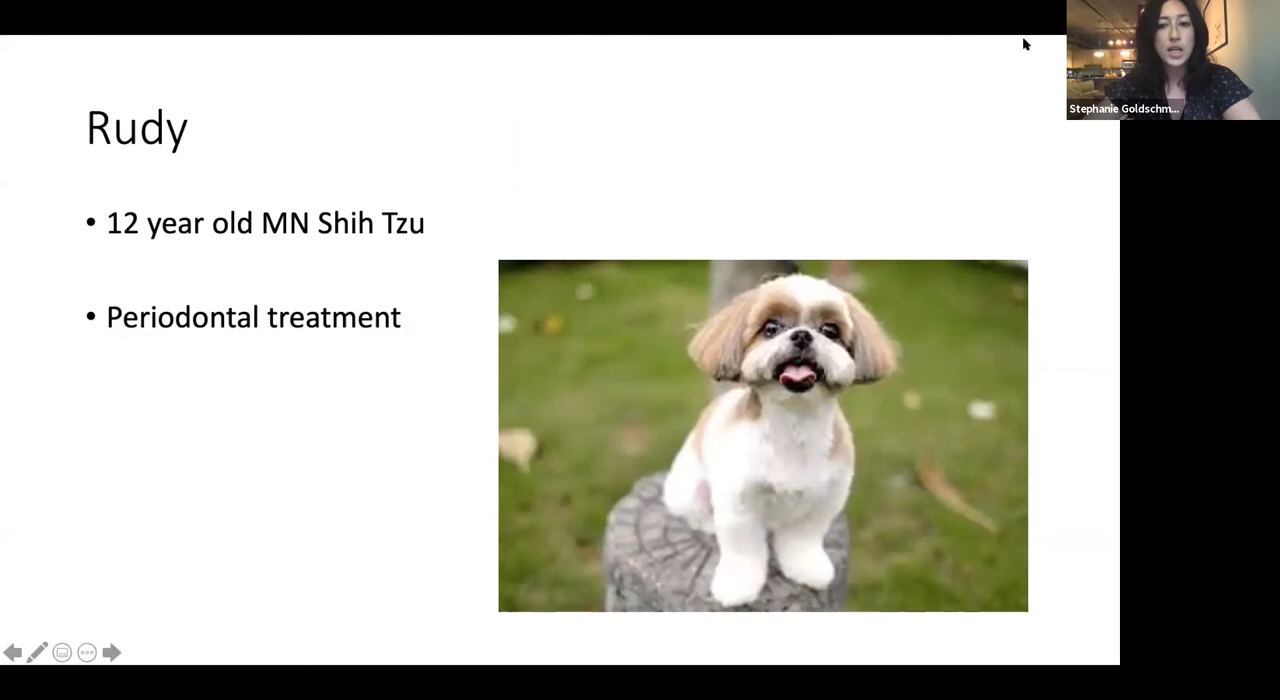 Rudy
• 12 year old MN Shih Tzu
• Periodontal treatment
Stephanie Goldschm...